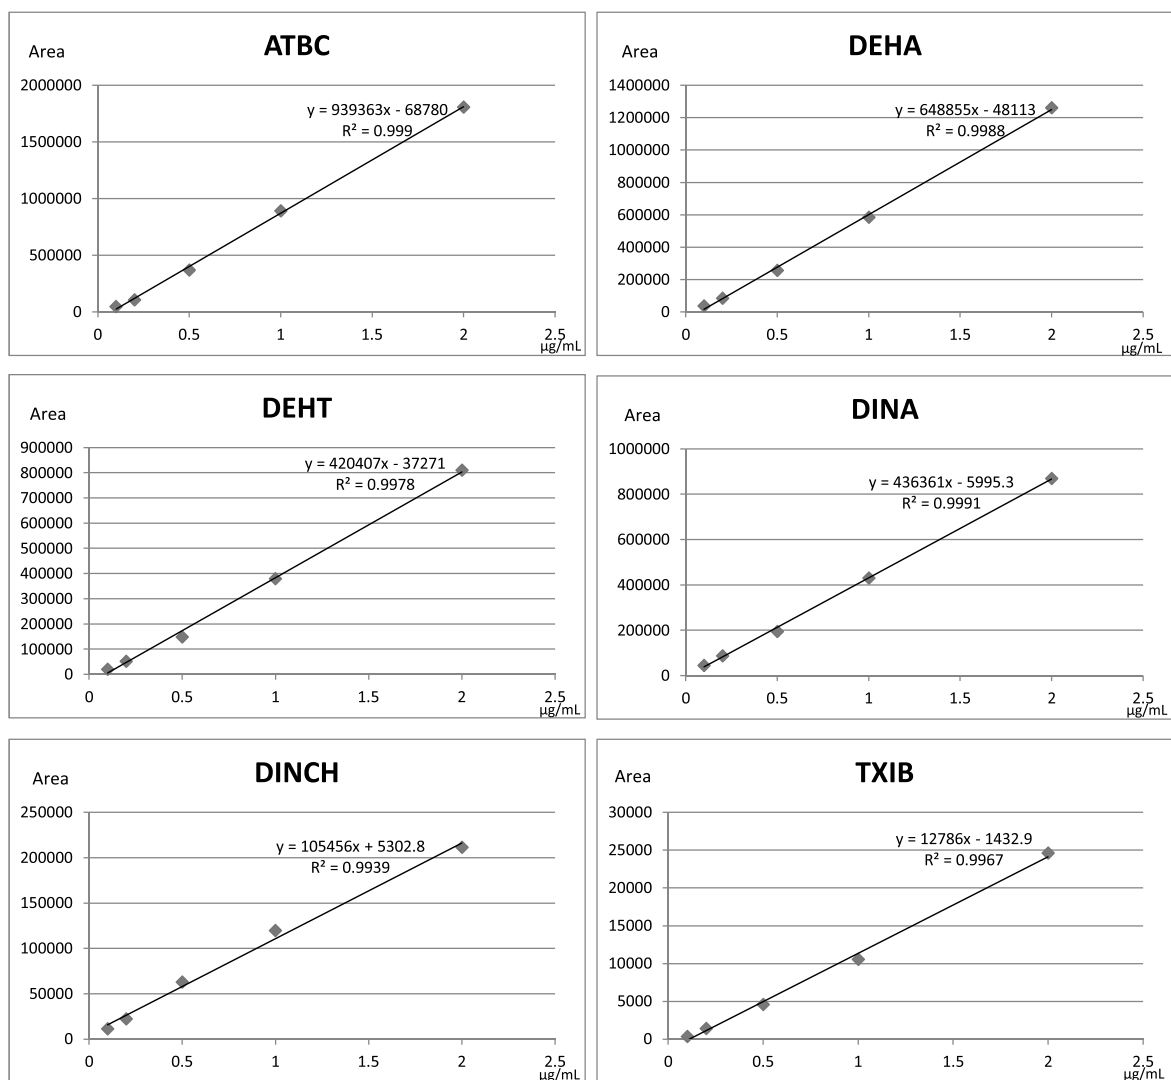 ATBC
Area
2000000
y = 939363x - 68780
R² = 0.999
1500000
1000000
500000
0
0 0.5 1 1.5 2 2.5
µg/mL
DEHA
Area
1400000
1200000
y = 648855x - 48113
R² = 0.9988
1000000
800000
600000
400000
200000
0
0 0.5 1 1.5 2 2.5
µg/mL
DEHT
Area
900000
800000
y = 420407x - 37271
R² = 0.9978
700000
600000
500000
400000
300000
200000
100000
0
0 0.5 1 1.5 2 2.5
µg/mL
DINA
Area
1000000
y = 436361x - 5995.3
R² = 0.9991
800000
600000
400000
200000
0
0 0.5 1 1.5 2 2.5
µg/mL
DINCH
Area
250000
y = 105456x + 5302.8
R² = 0.9939
200000
150000
100000
50000
0
0 0.5 1 1.5 2 2.5
µg/mL
TXIB
Area
30000
y = 12786x - 1432.9
R² = 0.9967
25000
20000
15000
10000
5000
0
0 0.5 1 1.5 2 2.5
µg/mL